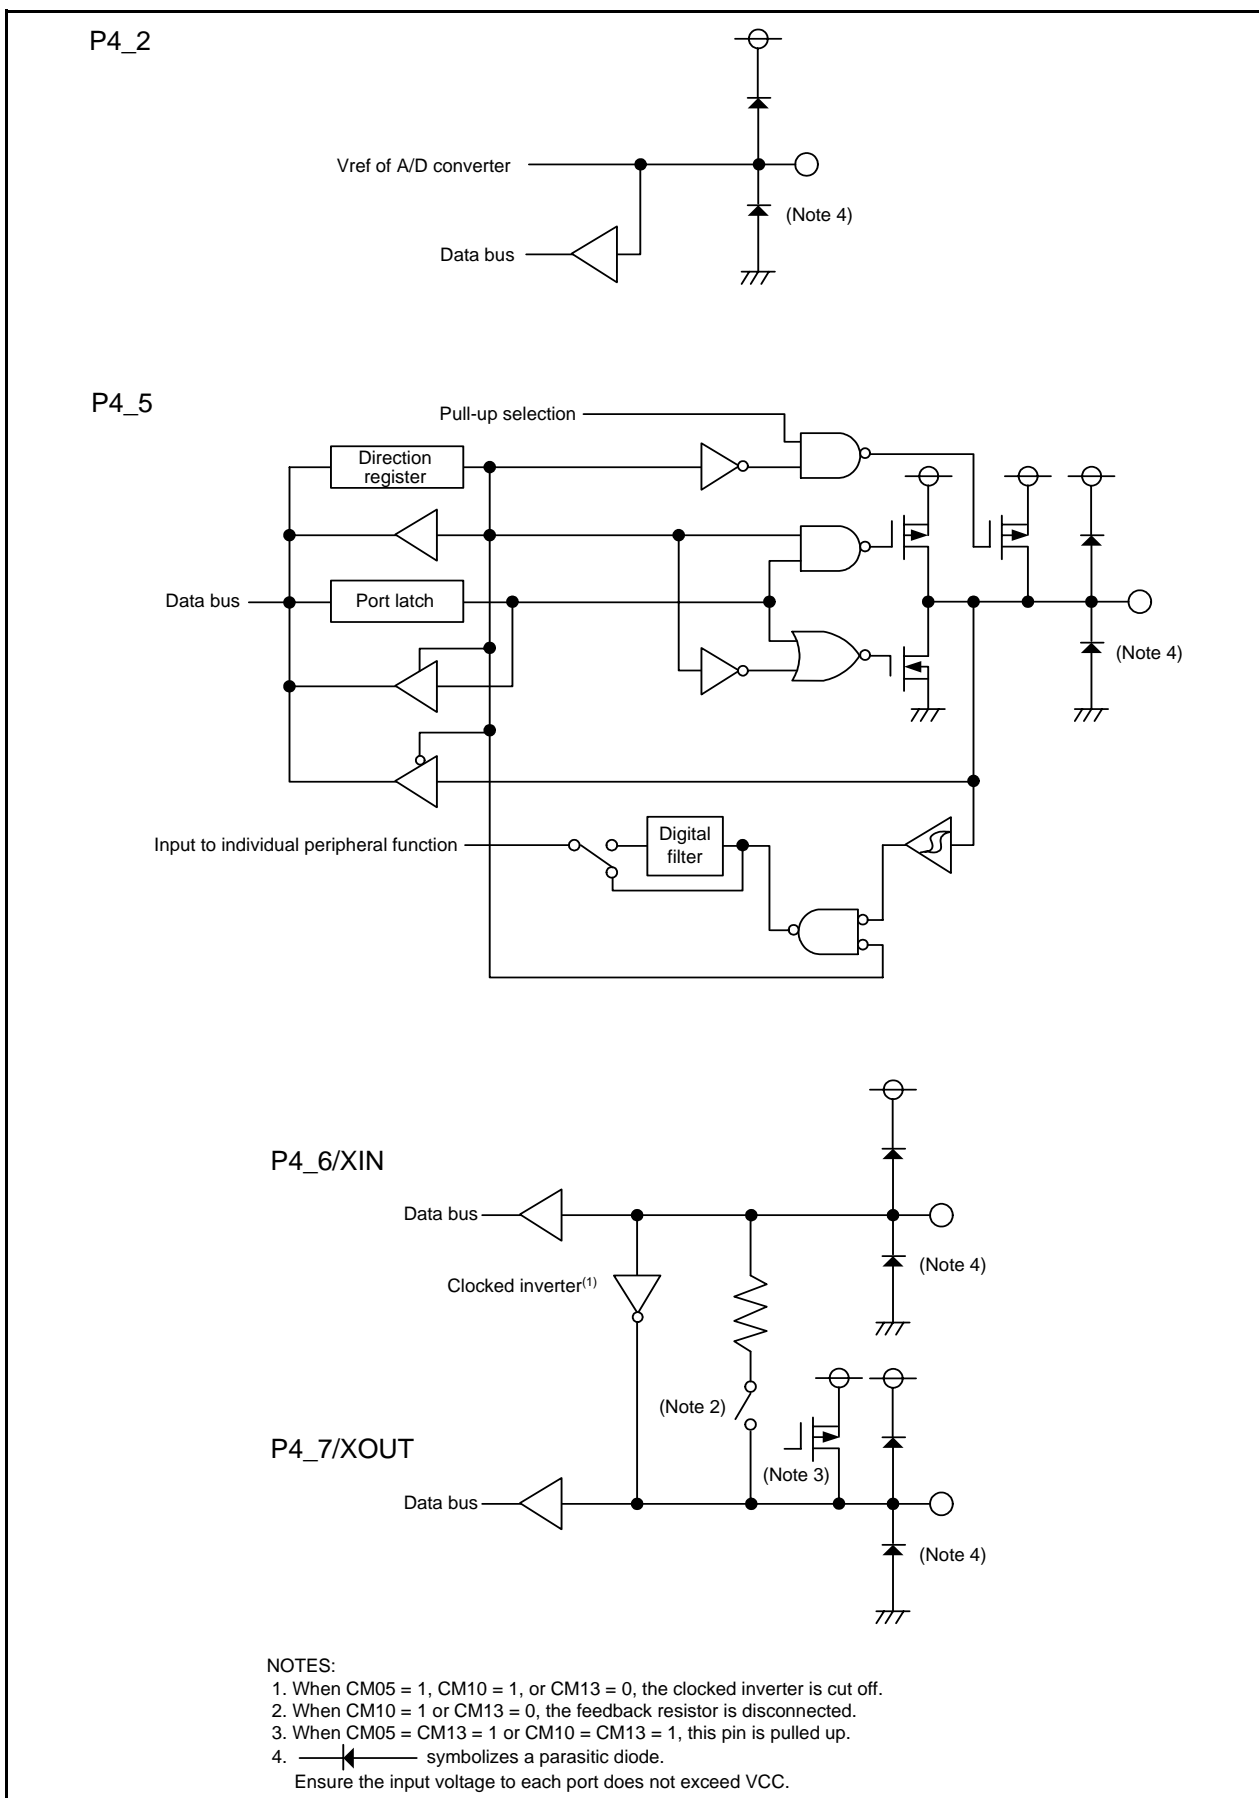 P4_2
Vref of A/D converter
(Note 4)
Data bus
P4_5
Pull-up selection
Direction
register
Data bus
Port latch
(Note 4)
Input to individual peripheral function
Digital
filter
P4_6/XIN
Data bus
(Note 4)
Clocked inverter(1)
(Note 2)
P4_7/XOUT
(Note 3)
Data bus
(Note 4)
NOTES:
1. When CM05 = 1, CM10 = 1, or CM13 = 0, the clocked inverter is cut off.
2. When CM10 = 1 or CM13 = 0, the feedback resistor is disconnected.
3. When CM05 = CM13 = 1 or CM10 = CM13 = 1, this pin is pulled up.
4. symbolizes a parasitic diode.
Ensure the input voltage to each port does not exceed VCC.